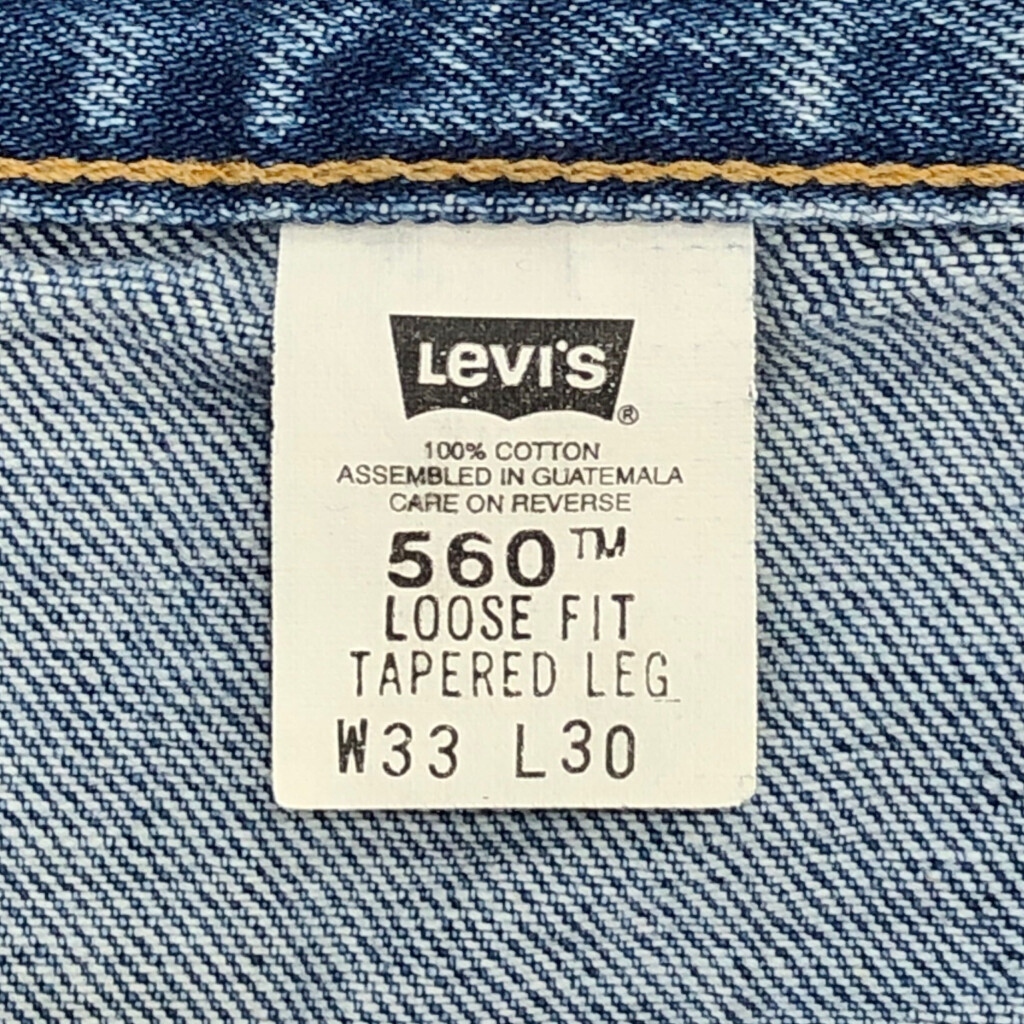 LEVI'S®
100% COTTON
ASSEMBLED IN GUATEMALA
CARE ON REVERSE
560™
LOOSE FIT
TAPERED LEG
W33 L30